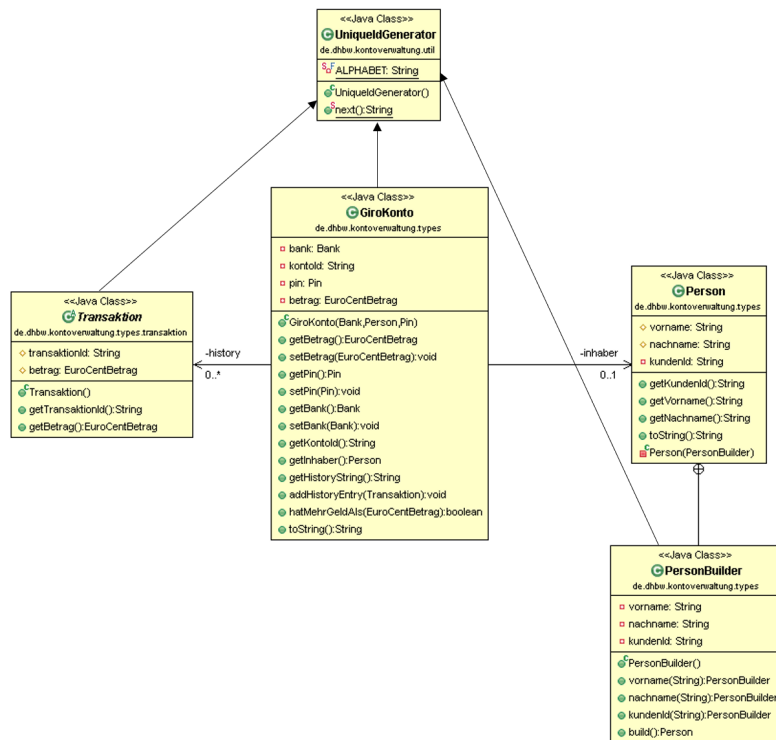 <<Java Class>>
UniqueIdGenerator
de.dhbw.kontoverwaltung.util
ALPHABET: String
UniqueIdGenerator()
next():String
<<Java Class>>
GiroKonto
de.dhbw.kontoverwaltung.types
bank: Bank
kontoId: String
pin: Pin
betrag: EuroCentBetrag
GiroKonto(Bank,Person,Pin)
getBetrag():EuroCentBetrag
setBetrag(EuroCentBetrag):void
getPin():Pin
setPin(Pin):void
getBank():Bank
setBank(Bank):void
getKontoId():String
getInhaber():Person
getHistoryString():String
addHistoryEntry(Transaktion):void
hatMehrGeldAls(EuroCentBetrag):boolean
toString():String
<<Java Class>>
Transaktion
de.dhbw.kontoverwaltung.types.transaktion
transaktionId: String
betrag: EuroCentBetrag
Transaktion()
getTransaktionId():String
getBetrag():EuroCentBetrag
-history
0..*
-inhaber
0..1
<<Java Class>>
Person
de.dhbw.kontoverwaltung.types
vorname: String
nachname: String
kundenId: String
getKundenId():String
getVorname():String
getNachname():String
toString():String
Person(PersonBuilder)
<<Java Class>>
PersonBuilder
de.dhbw.kontoverwaltung.types
vorname: String
nachname: String
kundenId: String
PersonBuilder()
vorname(String):PersonBuilder
nachname(String):PersonBuilder
kundenId(String):PersonBuilder
build():Person